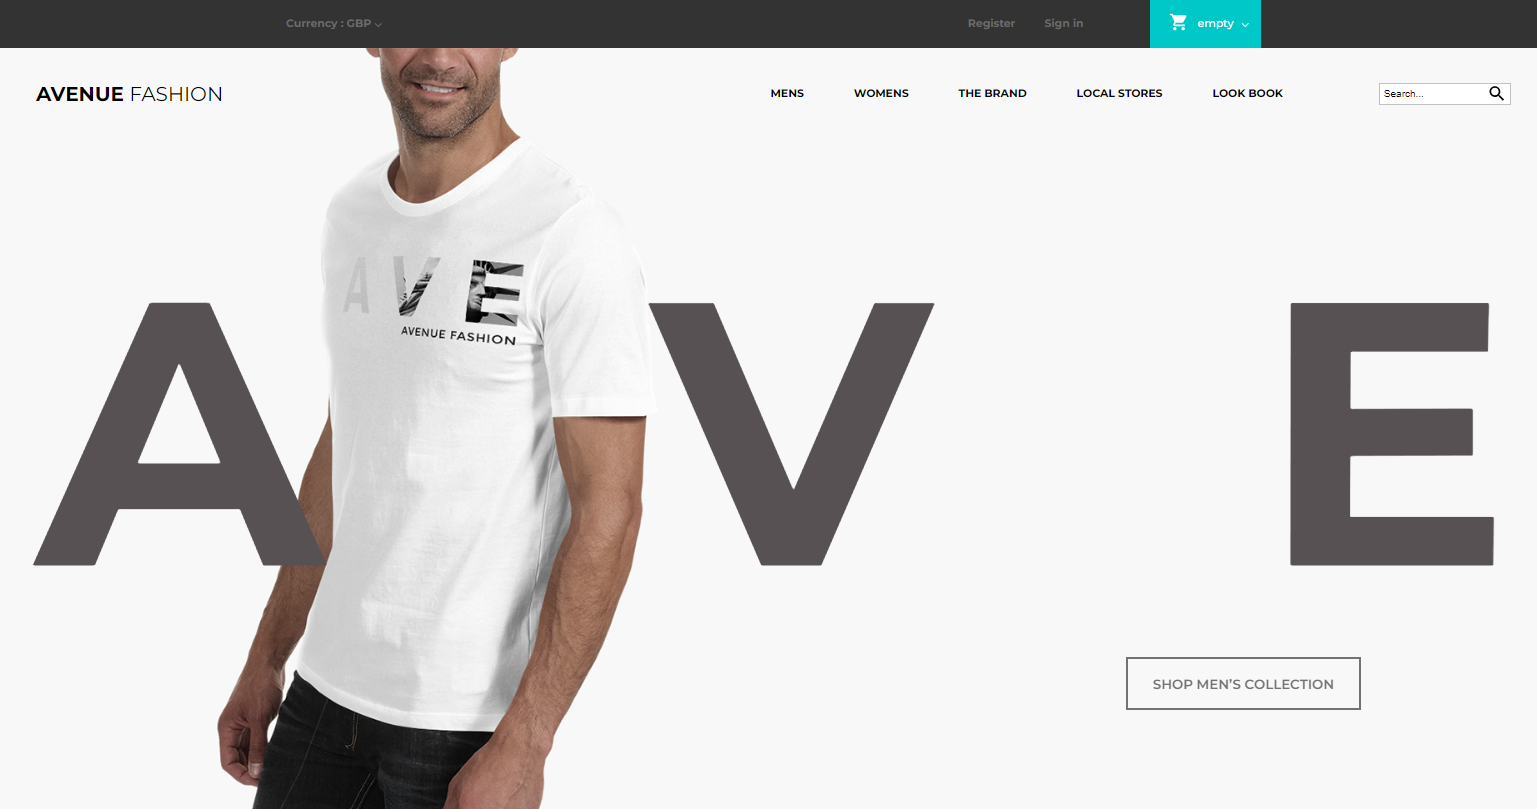 Currency : GBP
Register
Sign in
empty
AVENUE FASHION
MENS
WOMENS
THE BRAND
LOCAL STORES
LOOK BOOK
Search...
AVE
AVENUE FASHION
A V E
SHOP MEN'S COLLECTION